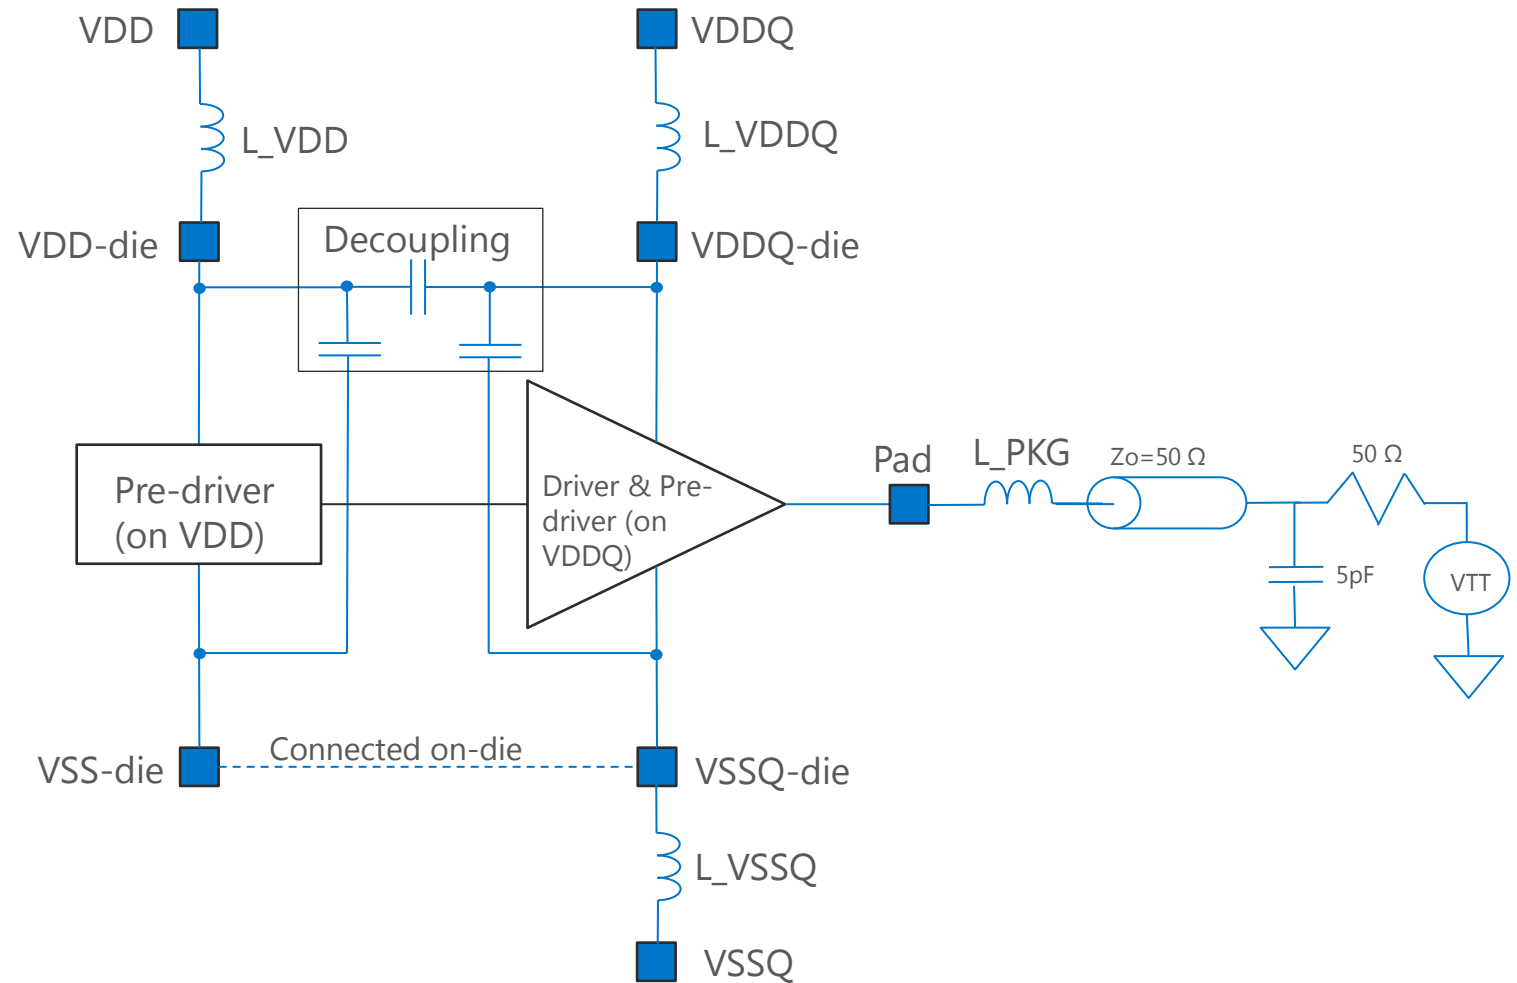 VDD
VDDQ
L_VDD
L_VDDQ
VDD-die
Decoupling
VDDQ-die
Pre-driver
(on VDD)
Driver & Pre-
driver (on
VDDQ)
Pad
L_PKG
Zo=50 Ω
50 Ω
5pF
VTT
VSS-die
Connected on-die
VSSQ-die
L_VSSQ
VSSQ